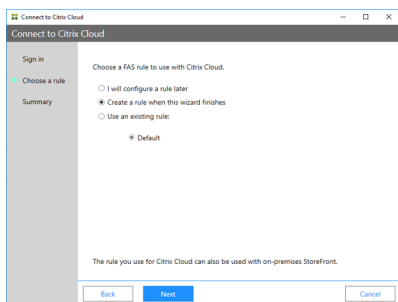 Connect to Citrix Cloud
Connect to Citrix Cloud
Sign in
Choose a rule
Summary
Choose a FAS rule to use with Citrix Cloud.
I will configure a rule later
Create a rule when this wizard finishes
Use an existing rule:
Default
The rule you use for Citrix Cloud can also be used with on-premises StoreFront.
Back
Next
Cancel